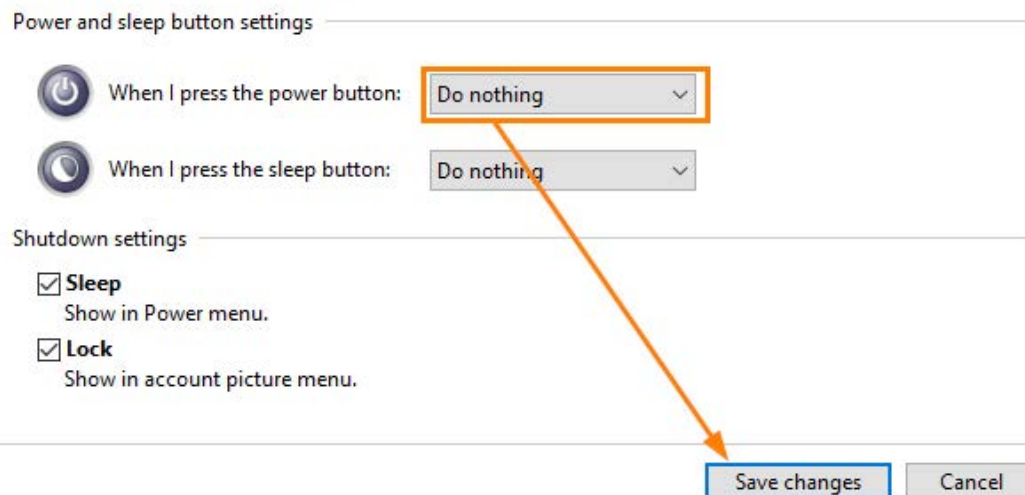 Power and sleep button settings
When I press the power button: Do nothing
When I press the sleep button: Do nothing
Shutdown settings
Sleep
Show in Power menu.
Lock
Show in account picture menu.
Save changes Cancel